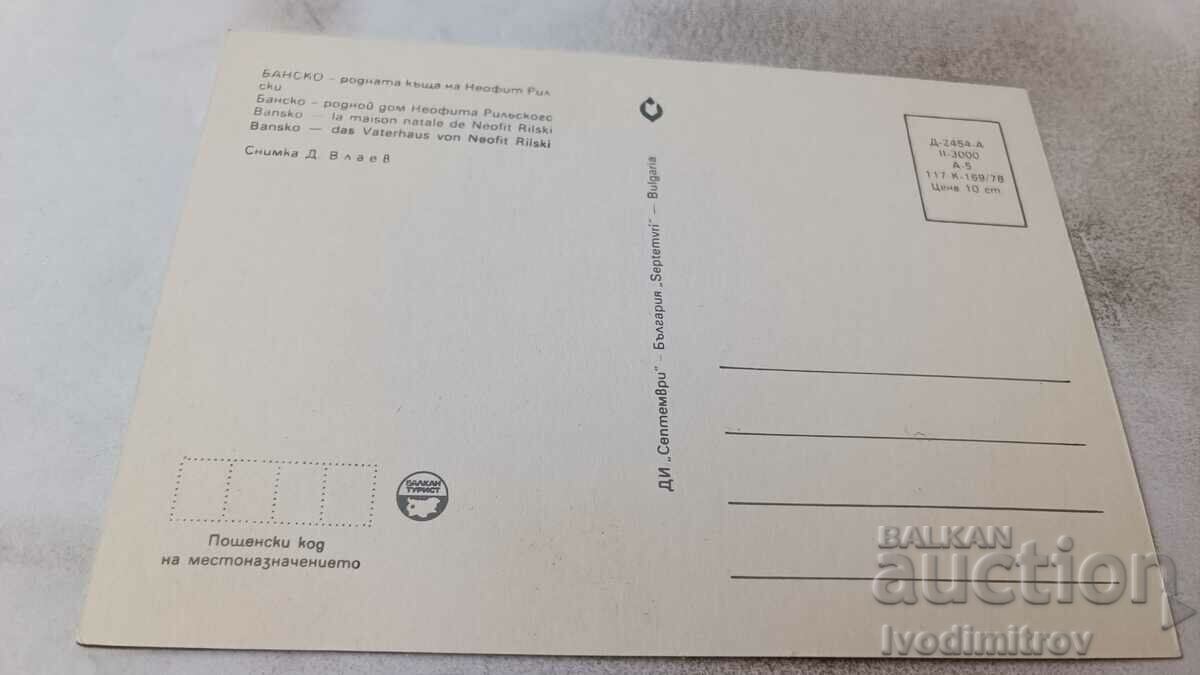 БАНСКО - родната къща на Неофит Рил
ски
Банско - родной дом Неофита Рильского
Bansko — la maison natale de Neofit Rilski
Bansko — das Vaterhaus von Neofit Rilski
Снимка Д. Влаев
Д-2454-А
II-3000
А-5
117 К-169/78
Цена 10 ст.
ДИ „Септември" - България „Septemvri" — Bulgaria
БАЛКАН
ТУРИСТ
Пощенски код
на местоназначението
BALKAN
auction
Ivodimitrov